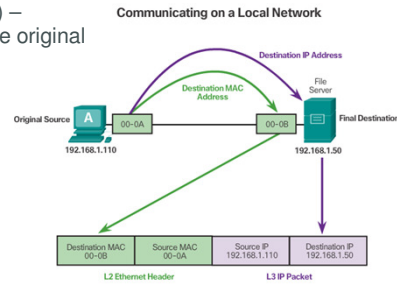 ) –
e original
Communicating on a Local Network
Destination IP Address
Destination MAC
Address
File
Server
Original Source
A
00-0A
00-0B
Final Destination
192.168.1.110
192.168.1.50
Destination MAC
00-0B
Source MAC
00-0A
Source IP
192.168.1.110
Destination IP
192.168.1.50
L2 Ethernet Header
L3 IP Packet